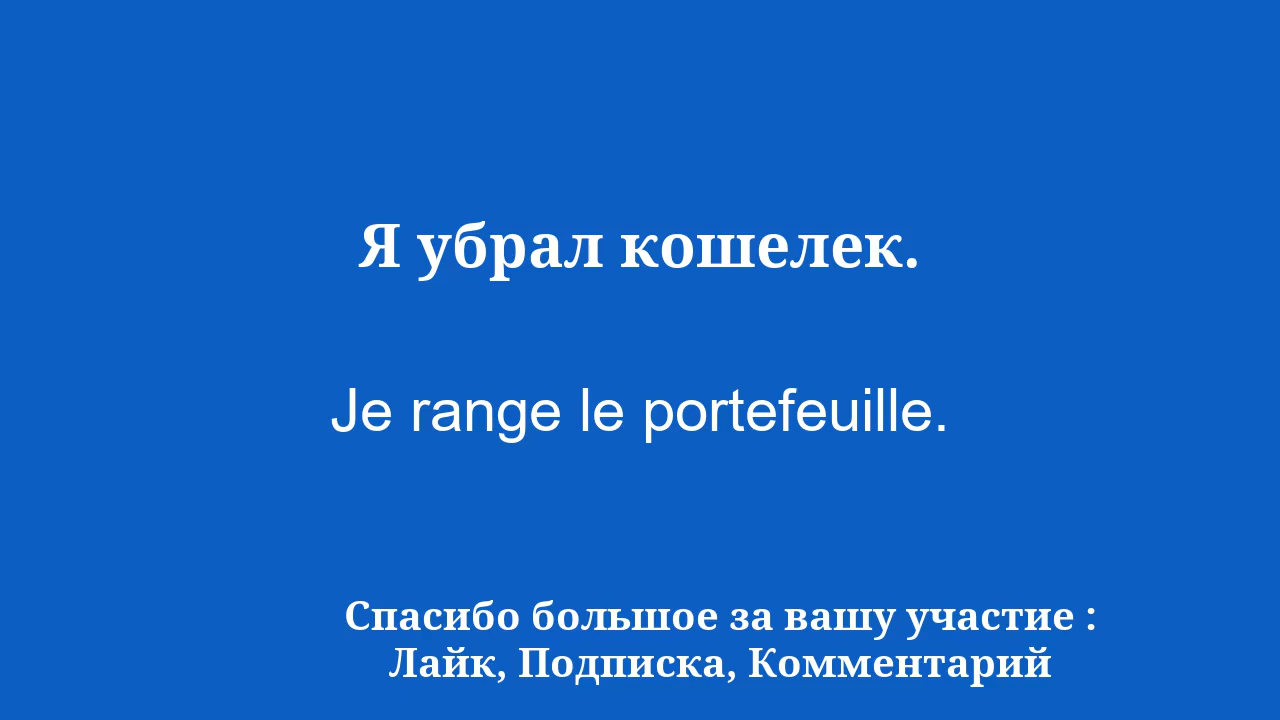 Я убрал кошелек.
Je range le portefeuille.
Спасибо большое за вашу участие :
Лайк, Подписка, Комментарий